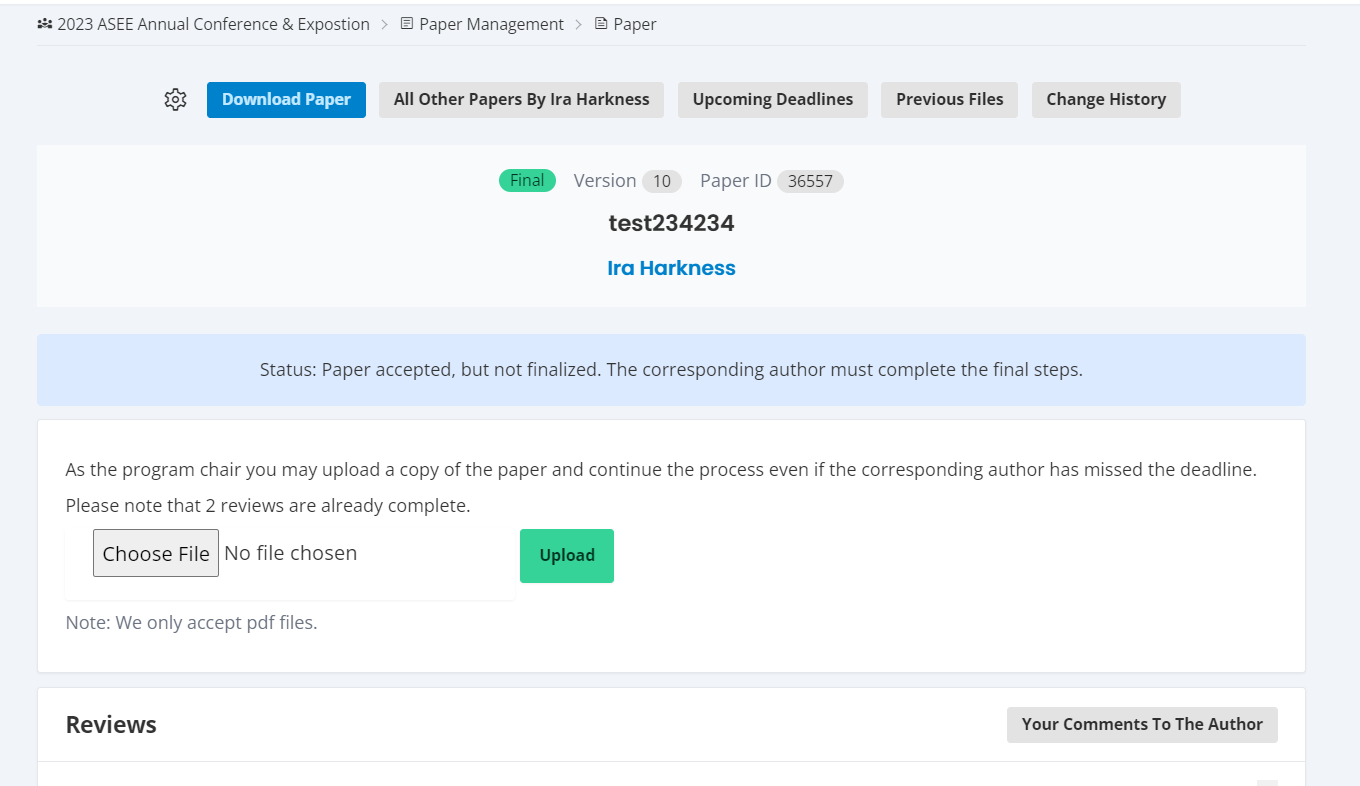 2023 ASEE Annual Conference & Expostion > Paper Management > Paper
Download Paper All Other Papers By Ira Harkness Upcoming Deadlines Previous Files Change History
Final Version 10 Paper ID 36557
test234234
Ira Harkness
Status: Paper accepted, but not finalized. The corresponding author must complete the final steps.
As the program chair you may upload a copy of the paper and continue the process even if the corresponding author has missed the deadline.
Please note that 2 reviews are already complete.
Choose File No file chosen Upload
Note: We only accept pdf files.
Reviews Your Comments To The Author